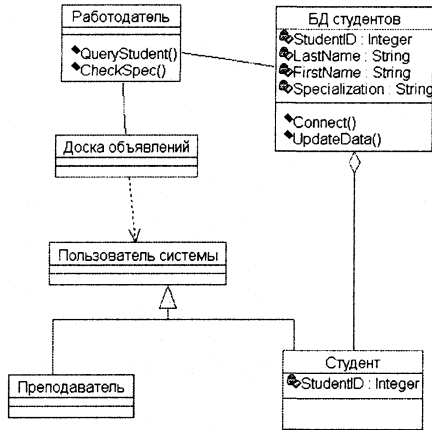 Работодатель
QueryStudent()
CheckSpec()
БД студентов
StudentID : Integer
LastName : String
FirstName : String
Specialization : String
Connect()
UpdateData()
Доска объявлений
Пользователь системы
Преподаватель
Студент
StudentID : Integer